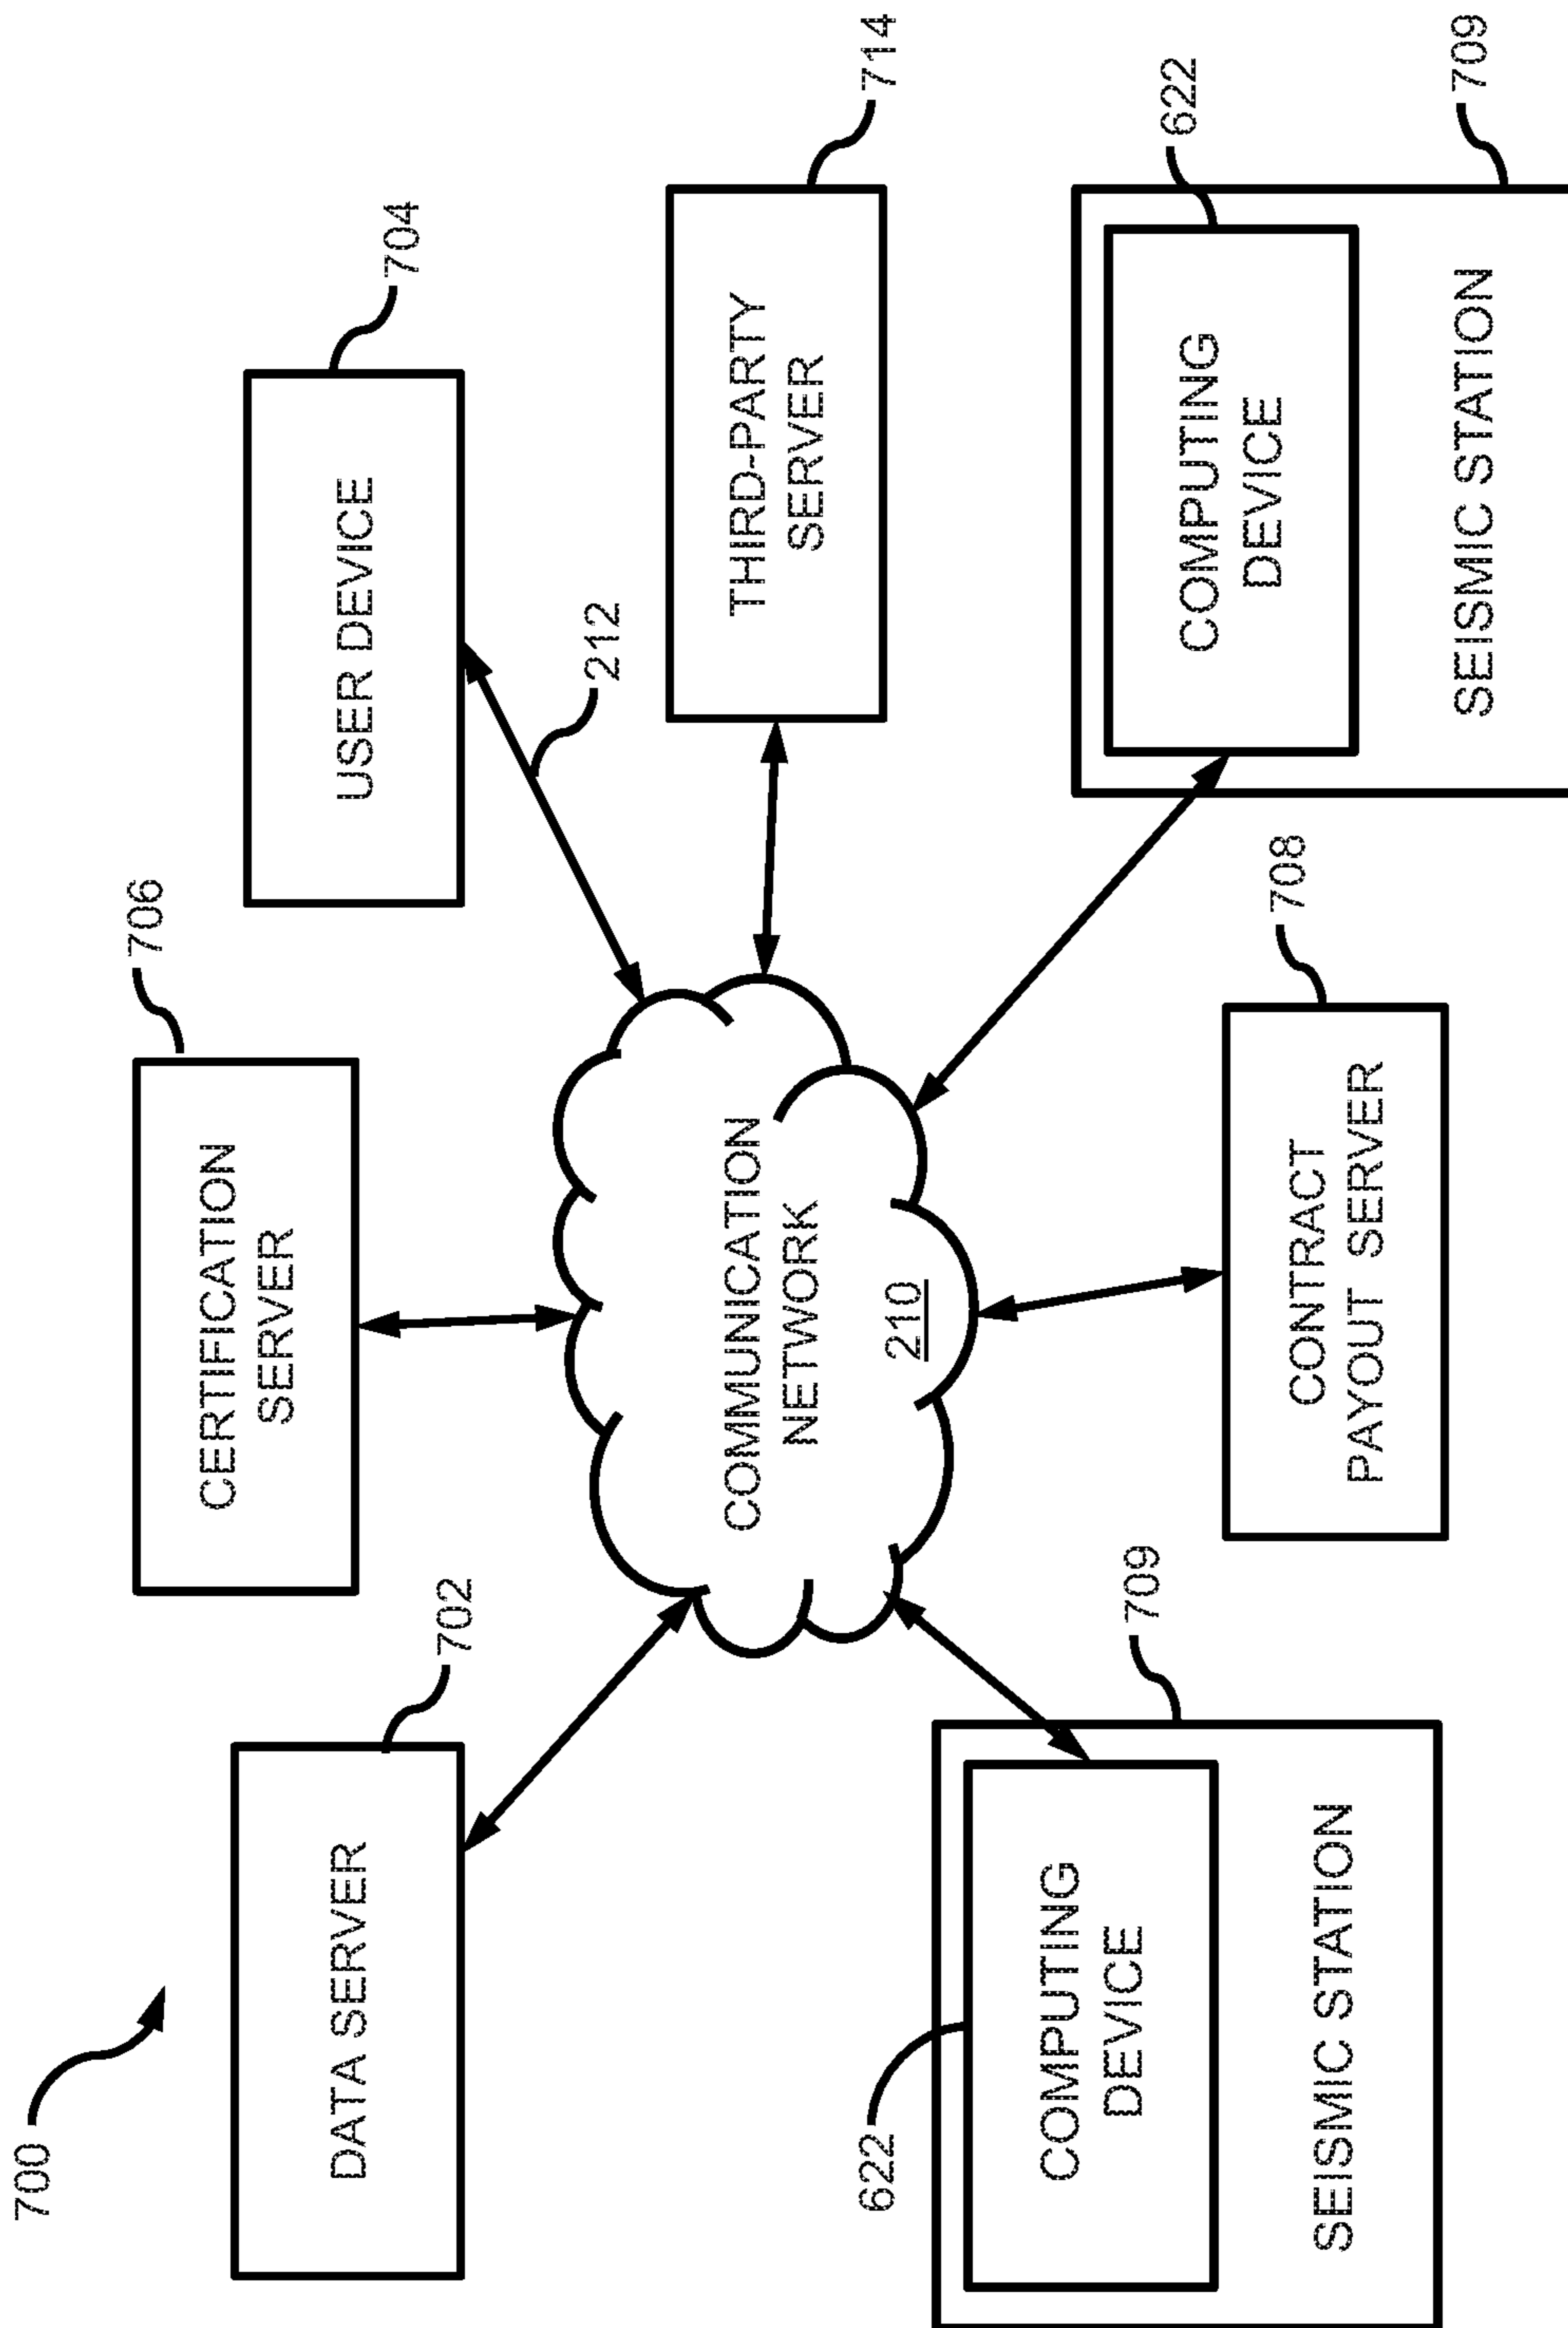 700
706
CERTIFICATION
SERVER
704
USER DEVICE
DATA SERVER
702
212
714
THIRD-PARTY
SERVER
COMMUNICATION
NETWORK
210
622
COMPUTING
DEVICE
SEISMIC STATION
709
708
CONTRACT
PAYOUT SERVER
622
COMPUTING
DEVICE
SEISMIC STATION
709